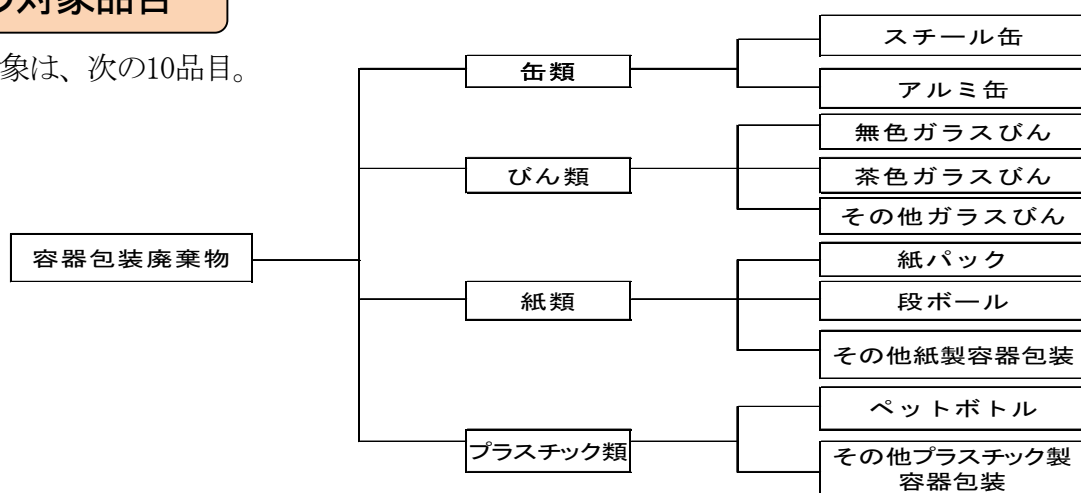 対象品目
象は、次の10品目。
容器包装廃棄物
缶類
スチール缶
アルミ缶
びん類
無色ガラスびん
茶色ガラスびん
その他ガラスびん
紙類
紙パック
段ボール
その他紙製容器包装
プラスチック類
ペットボトル
その他プラスチック製
容器包装